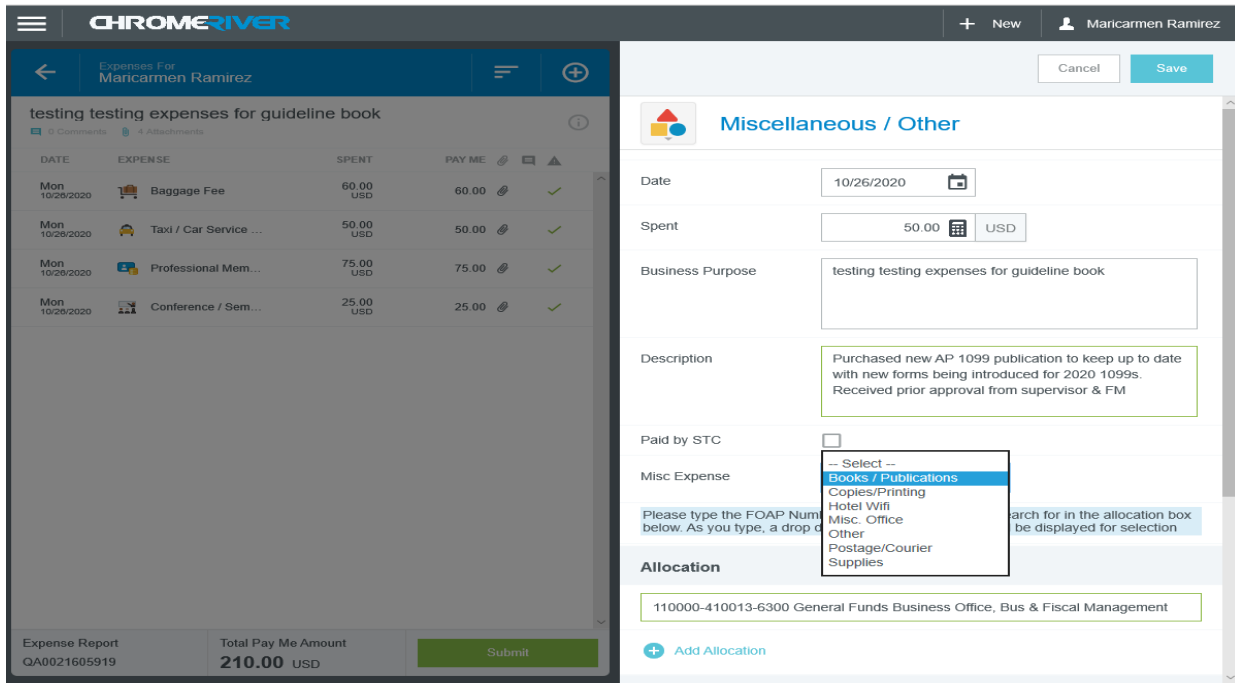 CHROMERIVER
+ New
Maricarmen Ramirez
Expenses For
Maricarmen Ramirez
testing testing expenses for guideline book
0 Comments 4 Attachments
DATE EXPENSE SPENT PAY ME
Mon 10/26/2020 Baggage Fee 60.00 USD 60.00
Mon 10/26/2020 Taxi / Car Service ... 50.00 USD 50.00
Mon 10/26/2020 Professional Mem... 75.00 USD 75.00
Mon 10/26/2020 Conference / Sem... 25.00 USD 25.00
Expense Report
QA0021605919
Total Pay Me Amount
210.00 USD
Submit
Cancel
Save
Miscellaneous / Other
Date 10/26/2020
Spent 50.00 USD
Business Purpose testing testing expenses for guideline book
Description Purchased new AP 1099 publication to keep up to date
with new forms being introduced for 2020 1099s.
Received prior approval from supervisor & FM
Paid by STC
Misc Expense
-- Select --
Books / Publications
Copies/Printing
Hotel Wifi
Misc. Office
Other
Postage/Courier
Supplies
Please type the FOAP arch for in the allocation box
below. As you type, a drop be displayed for selection
Allocation
110000-410013-6300 General Funds Business Office, Bus & Fiscal Management
Add Allocation